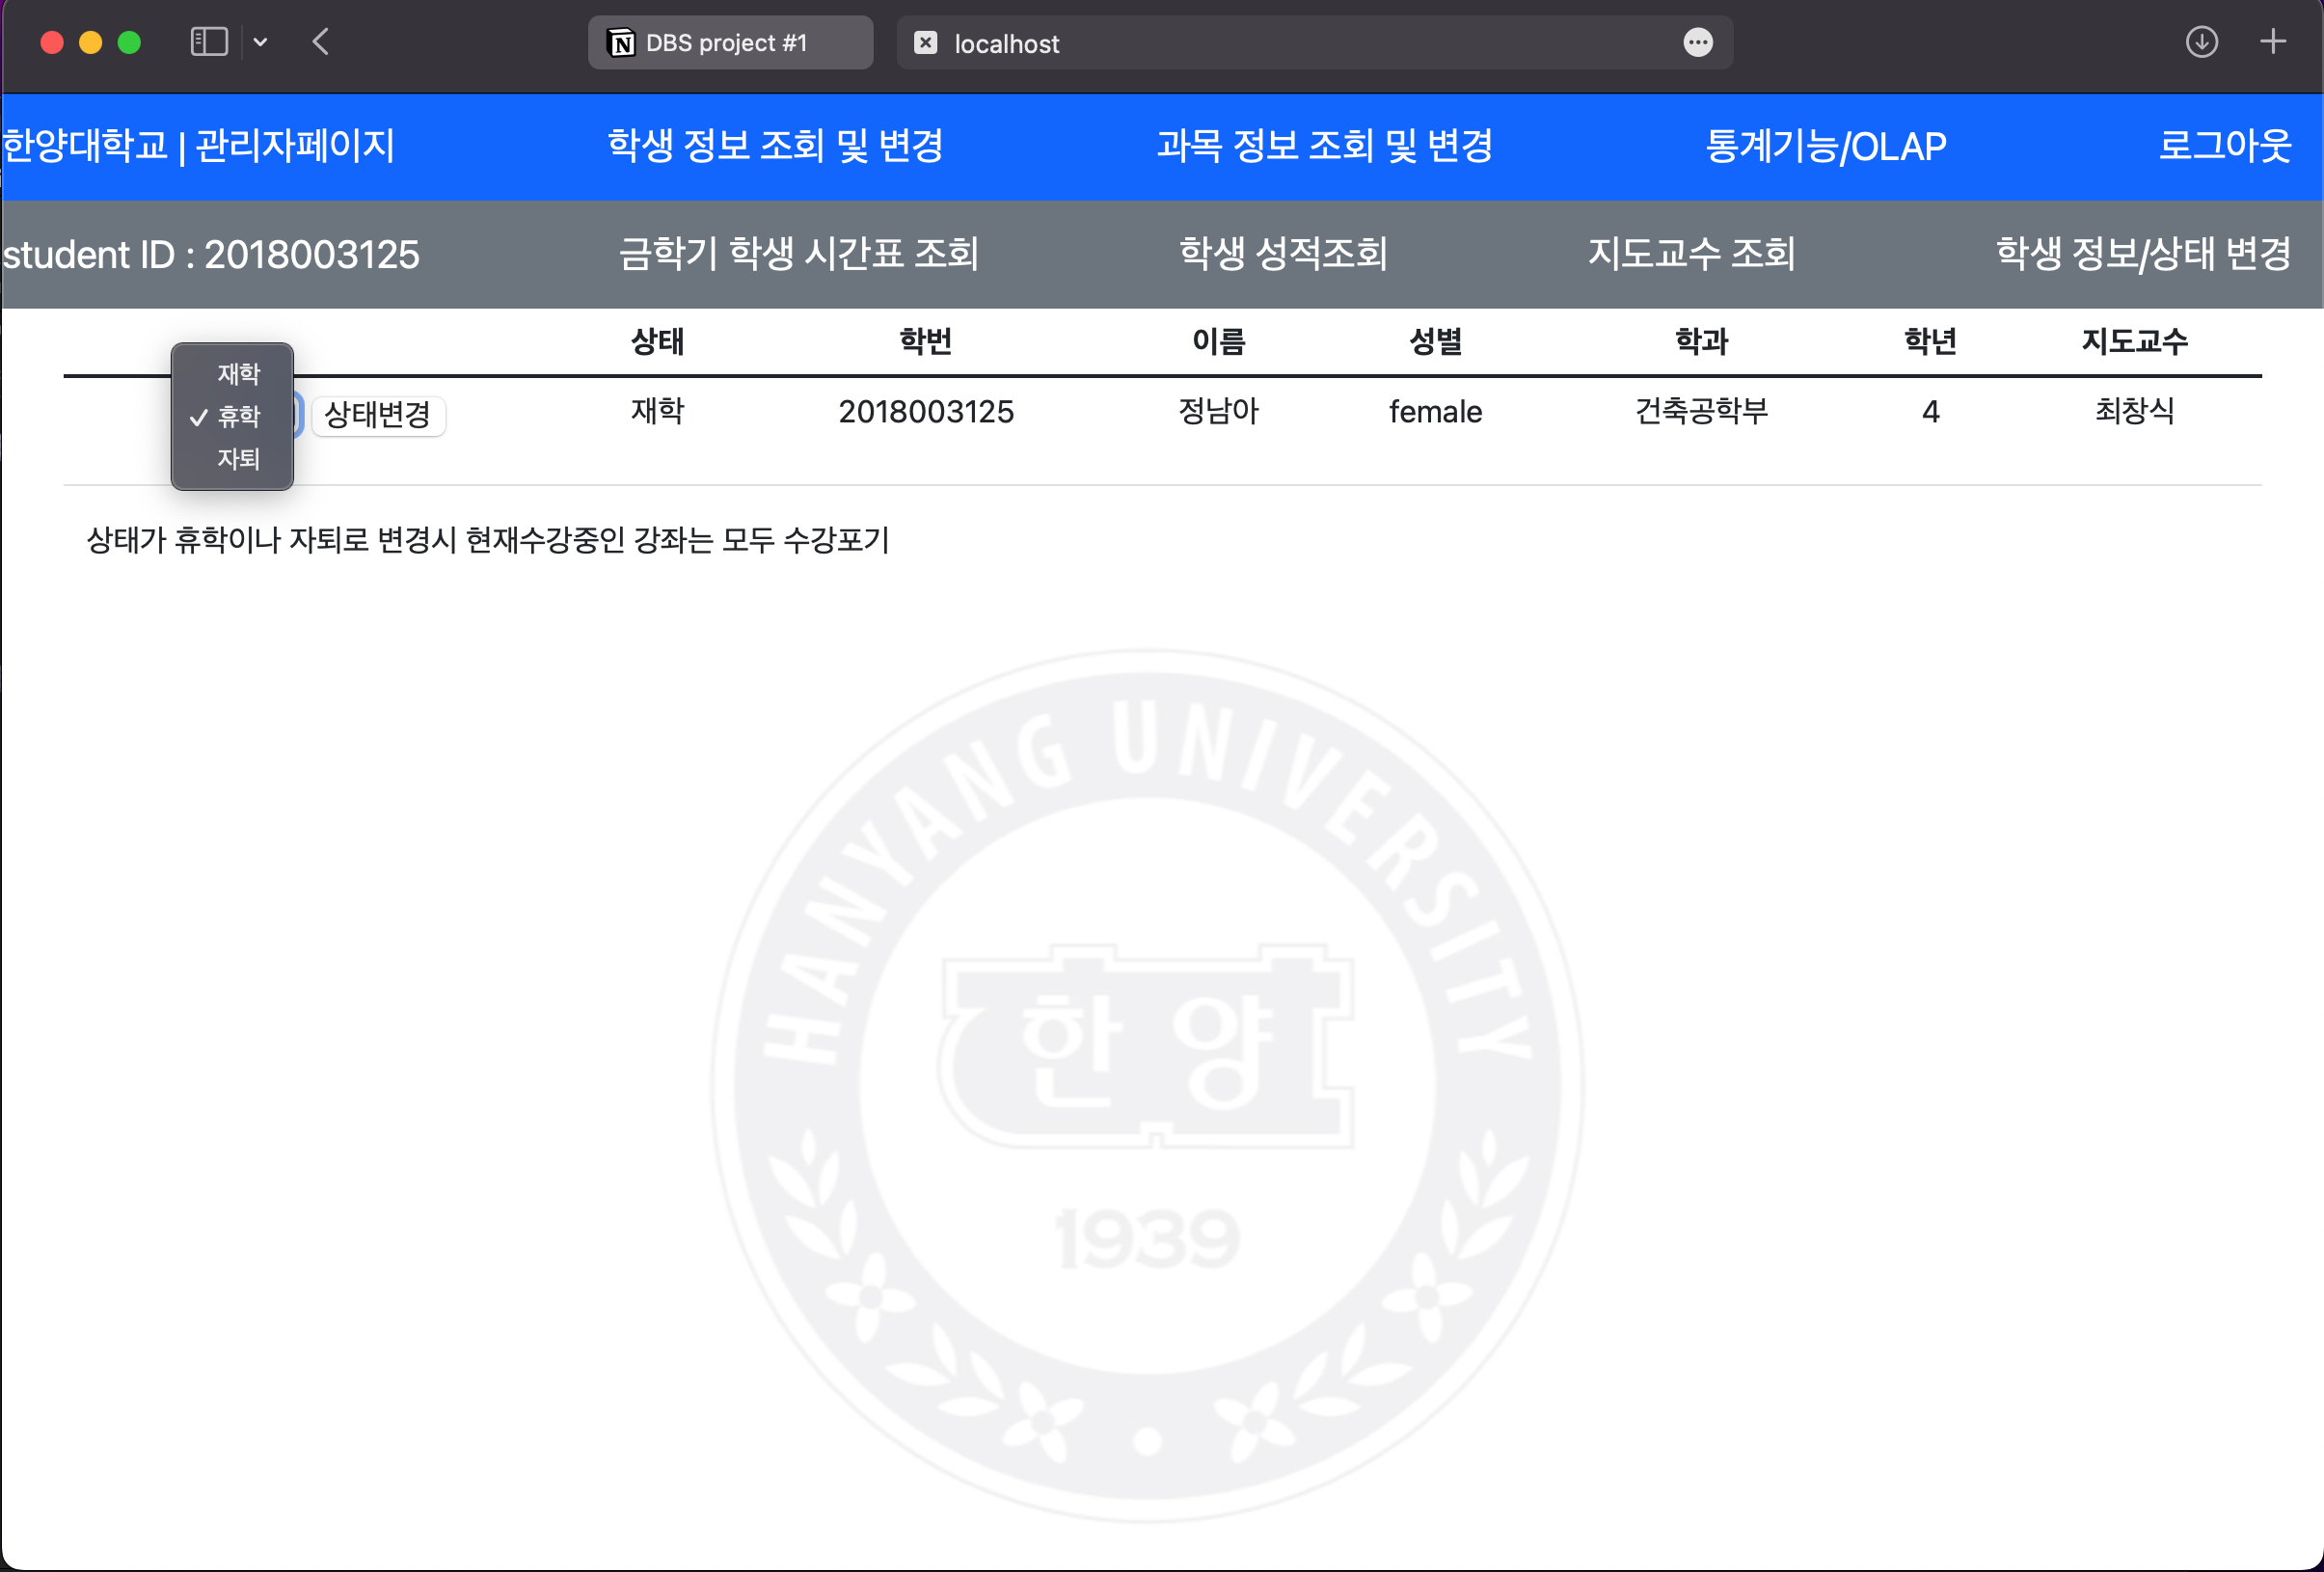 DBS project #1
localhost
한양대학교 | 관리자페이지 학생 정보 조회 및 변경 과목 정보 조회 및 변경 통계기능/OLAP 로그아웃
student ID : 2018003125 금학기 학생 시간표 조회 학생 성적조회 지도교수 조회 학생 정보/상태 변경
상태 학번 이름 성별 학과 학년 지도교수
재학
✓ 휴학
자퇴
상태변경 재학 2018003125 정남아 female 건축공학부 4 최창식
상태가 휴학이나 자퇴로 변경시 현재수강중인 강좌는 모두 수강포기
HANYANG UNIVERSITY
한양
1939